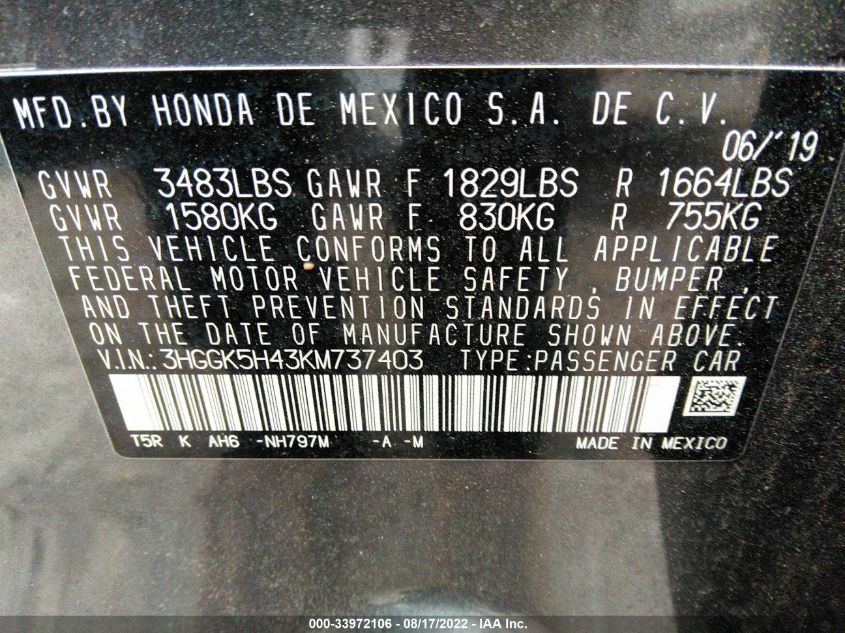 MFD.BY HONDA DE MEXICO S.A. DE C.V.
06/'19
GVWR 3483LBS GAWR F 1829LBS R 1664LBS
GVWR 1580KG GAWR F 830KG R 755KG
THIS VEHICLE CONFORMS TO ALL APPLICABLE
FEDERAL MOTOR VEHICLE SAFETY , BUMPER ,
AND THEFT PREVENTION STANDARDS IN EFFECT
ON THE DATE OF MANUFACTURE SHOWN ABOVE.
V.I.N.:3HGGK5H43KM737403 TYPE:PASSENGER CAR
T5R K AH6 -NH797M -A -M MADE IN MEXICO
000-33972106 - 08/17/2022 - IAA Inc.